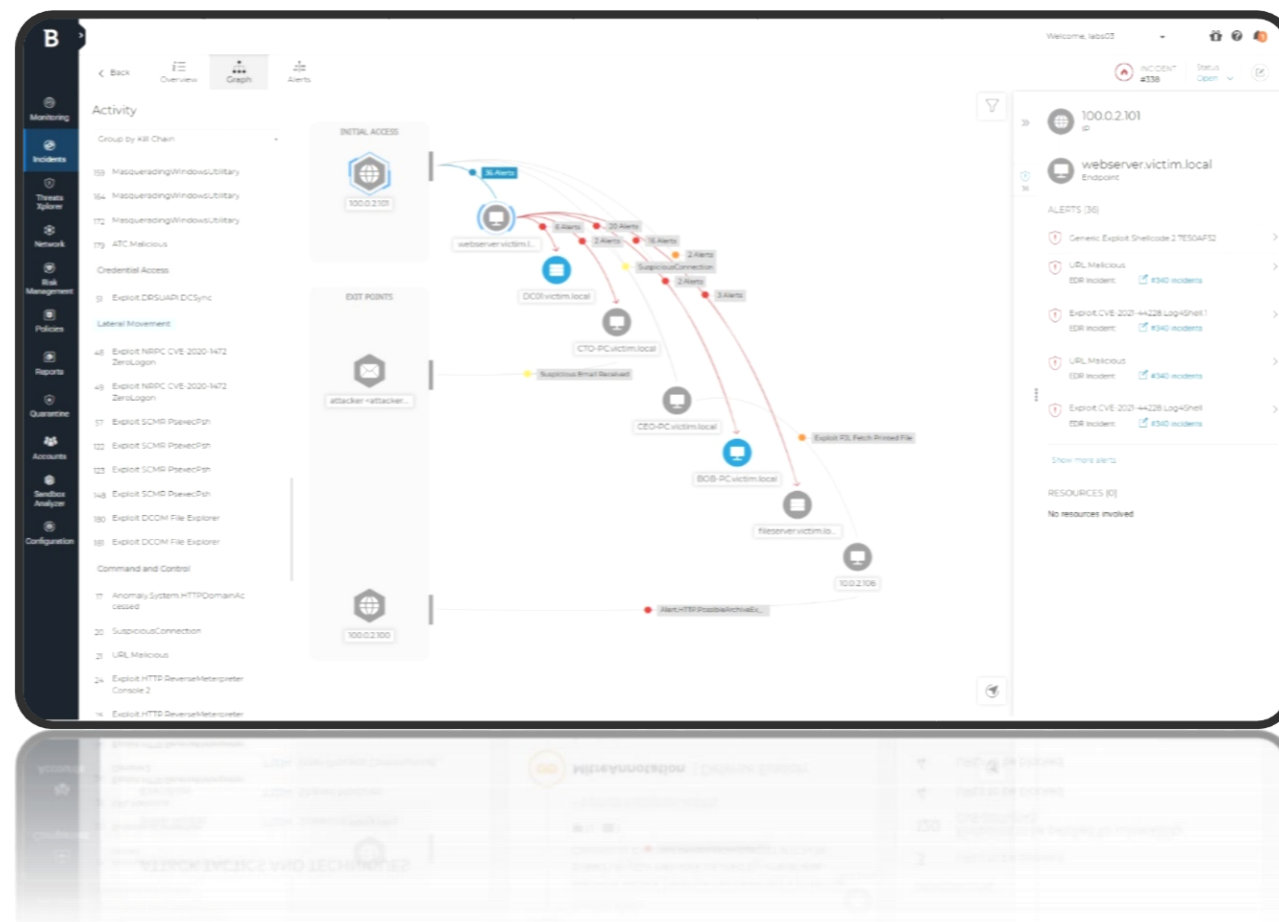 B
Welcome, labs03
Back
Overview
Graph
Alerts
INCIDENT
#338
Status
Open
Monitoring
Incidents
Threats
Xplorer
Network
Risk
Management
Policies
Reports
Quarantine
Accounts
Sandbox
Analyzer
Configuration
Activity
Group by Kill Chain
159 MasqueradingWindowsUtilitary
164 MasqueradingWindowsUtilitary
172 MasqueradingWindowsUtilitary
179 ATC.Malicious
Credential Access
51 Exploit.DRSUAPI.DCSync
Lateral Movement
48 Exploit.NRPC CVE-2020-1472
ZeroLogon
49 Exploit.NRPC CVE-2020-1472
ZeroLogon
57 Exploit.SCMR PsexecPsh
122 Exploit.SCMR PsexecPsh
123 Exploit.SCMR PsexecPsh
148 Exploit.SCMR PsexecPsh
180 Exploit.DCOM File Explorer
181 Exploit.DCOM File Explorer
Command and Control
17 Anomaly.System.HTTPDomainAc
cessed
20 SuspiciousConnection
21 URL.Malicious
24 Exploit.HTTP.ReverseMeterpreter
Console 2
Exploit.HTTP.ReverseMeterpreter
INITIAL ACCESS
100.0.2.101
EXIT POINTS
attacker <attacker...
100.0.2.100
36 Alerts
webserver.victim.l...
6 Alerts
20 Alerts
2 Alerts
16 Alerts
2 Alerts
SuspiciousConnection
2 Alerts
3 Alerts
DC01.victim.local
CTO-PC.victim.local
Suspicious Email Received
CEO-PC.victim.local
Exploit PJL Fetch Printed File
BOB-PC.victim.local
fileserver.victim.lo...
10.0.2.106
Alert.HTTP.PossibleArchiveEx_
100.0.2.101
IP
webserver.victim.local
Endpoint
36
ALERTS (36)
Generic.Exploit.Shellcode.2.7E50AF32
URL.Malicious
EDR Incident: #340 incidents
Exploit.CVE-2021-44228.Log4Shell.1
EDR Incident: #340 incidents
URL.Malicious
EDR Incident: #340 incidents
Exploit.CVE-2021-44228.Log4Shell
EDR Incident: #340 incidents
Show more alerts
RESOURCES (0)
No resources involved